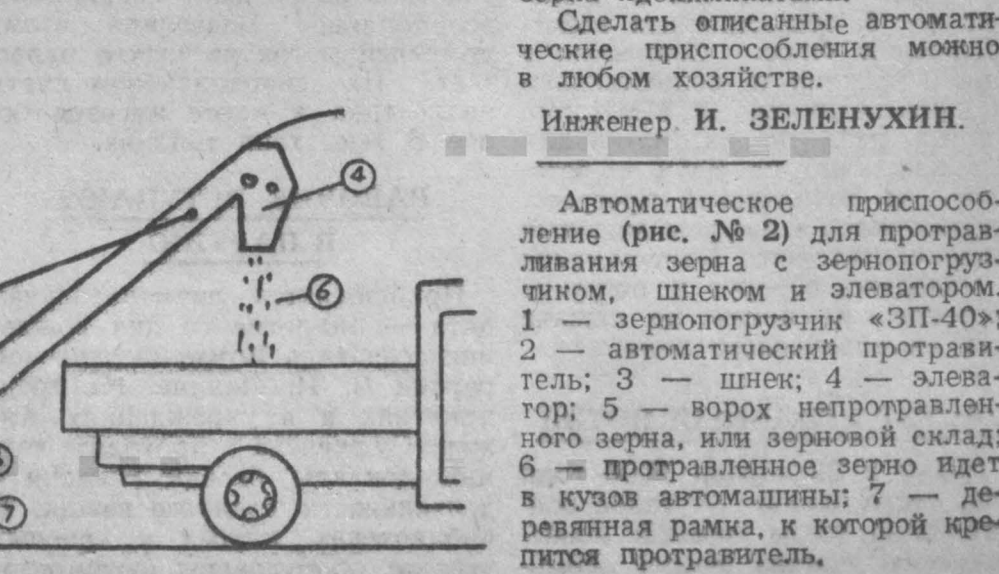 Сделать описанные автомати-
ческие приспособления можно
в любом хозяйстве.
Инженер И. ЗЕЛЕНУХИН.
Автоматическое приспособ-
ление (рис. № 2) для протрав-
ливания зерна с зернопогруз-
чиком, шнеком и элеватором.
1 — зернопогрузчик «ЗП-40»;
2 — автоматический протрави-
тель; 3 — шнек; 4 — элева-
тор; 5 — ворох непротравлен-
ного зерна, или зерновой склад;
6 — протравленное зерно идет
в кузов автомашины; 7 — де-
ревянная рамка, к которой кре-
пится протравитель.
4
6
7